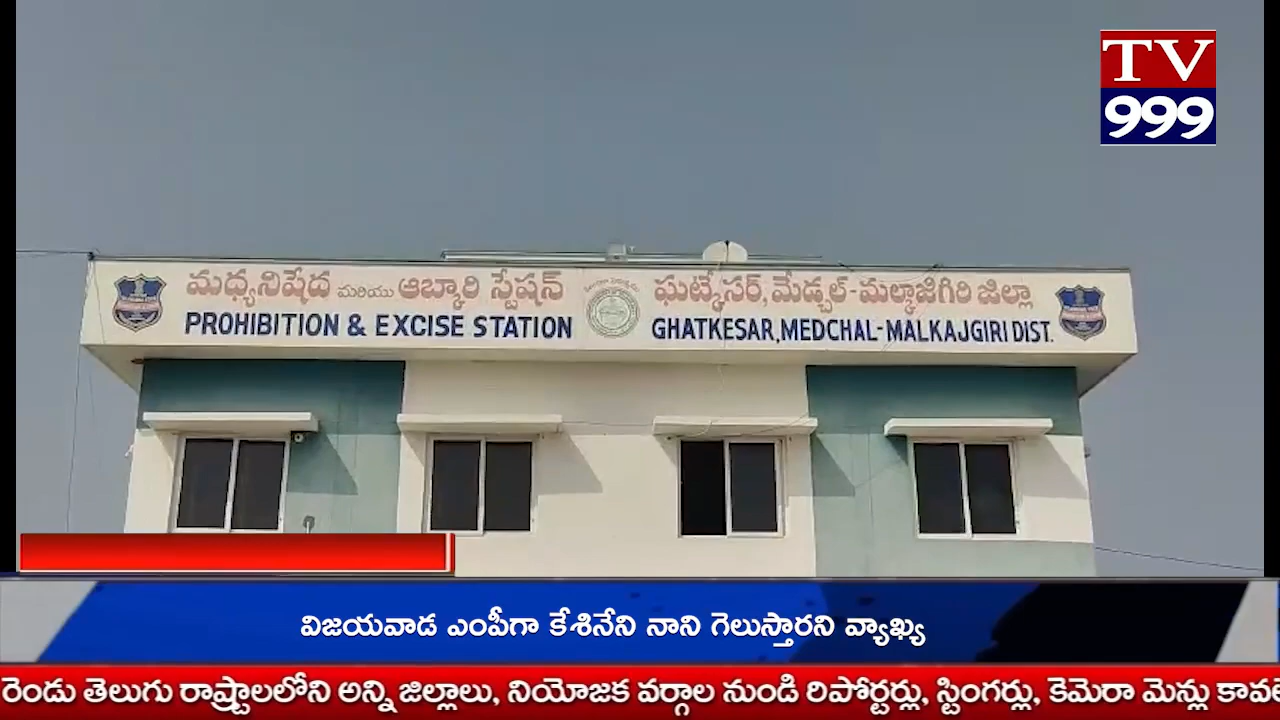 TV
999
మధ్యనిషేధ మరియు ఆబ్కారి స్టేషన్ ఘట్కేసర్, మేడ్చల్-మల్కాజిగిరి జిల్లా
PROHIBITION & EXCISE STATION GHATKESAR, MEDCHAL-MALKAJGIRI DIST.
విజయవాడ ఎంపీగా కేశినేని నాని గెలుస్తారని వ్యాఖ్య
రెండు తెలుగు రాష్ట్రాలలోని అన్ని జిల్లాలు, నియోజక వర్గాల నుండి రిపోర్టర్లు, స్టింగర్లు, కెమెరా మెన్లు కావలె